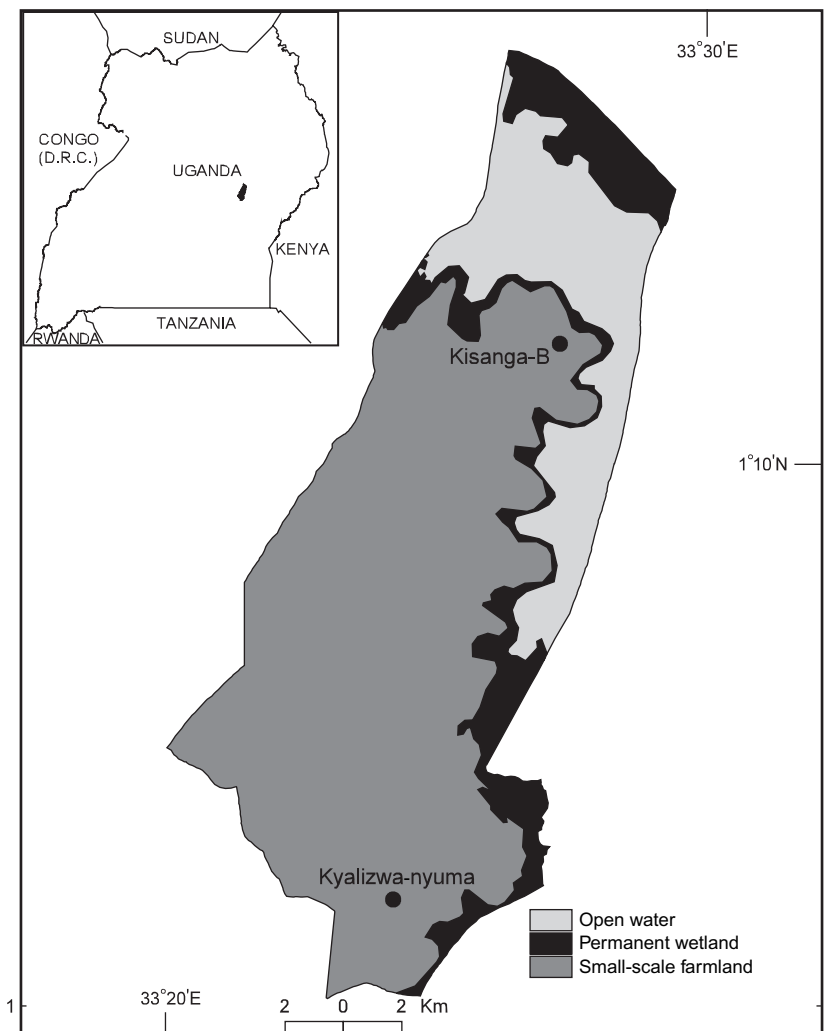 SUDAN
33°30'E
CONGO
(D.R.C.)
UGANDA
KENYA
TANZANIA
RWANDA
Kisanga-B
1°10'N
Kyalizwa-nyuma
Open water
Permanent wetland
Small-scale farmland
33°20'E
2 0 2 Km
1